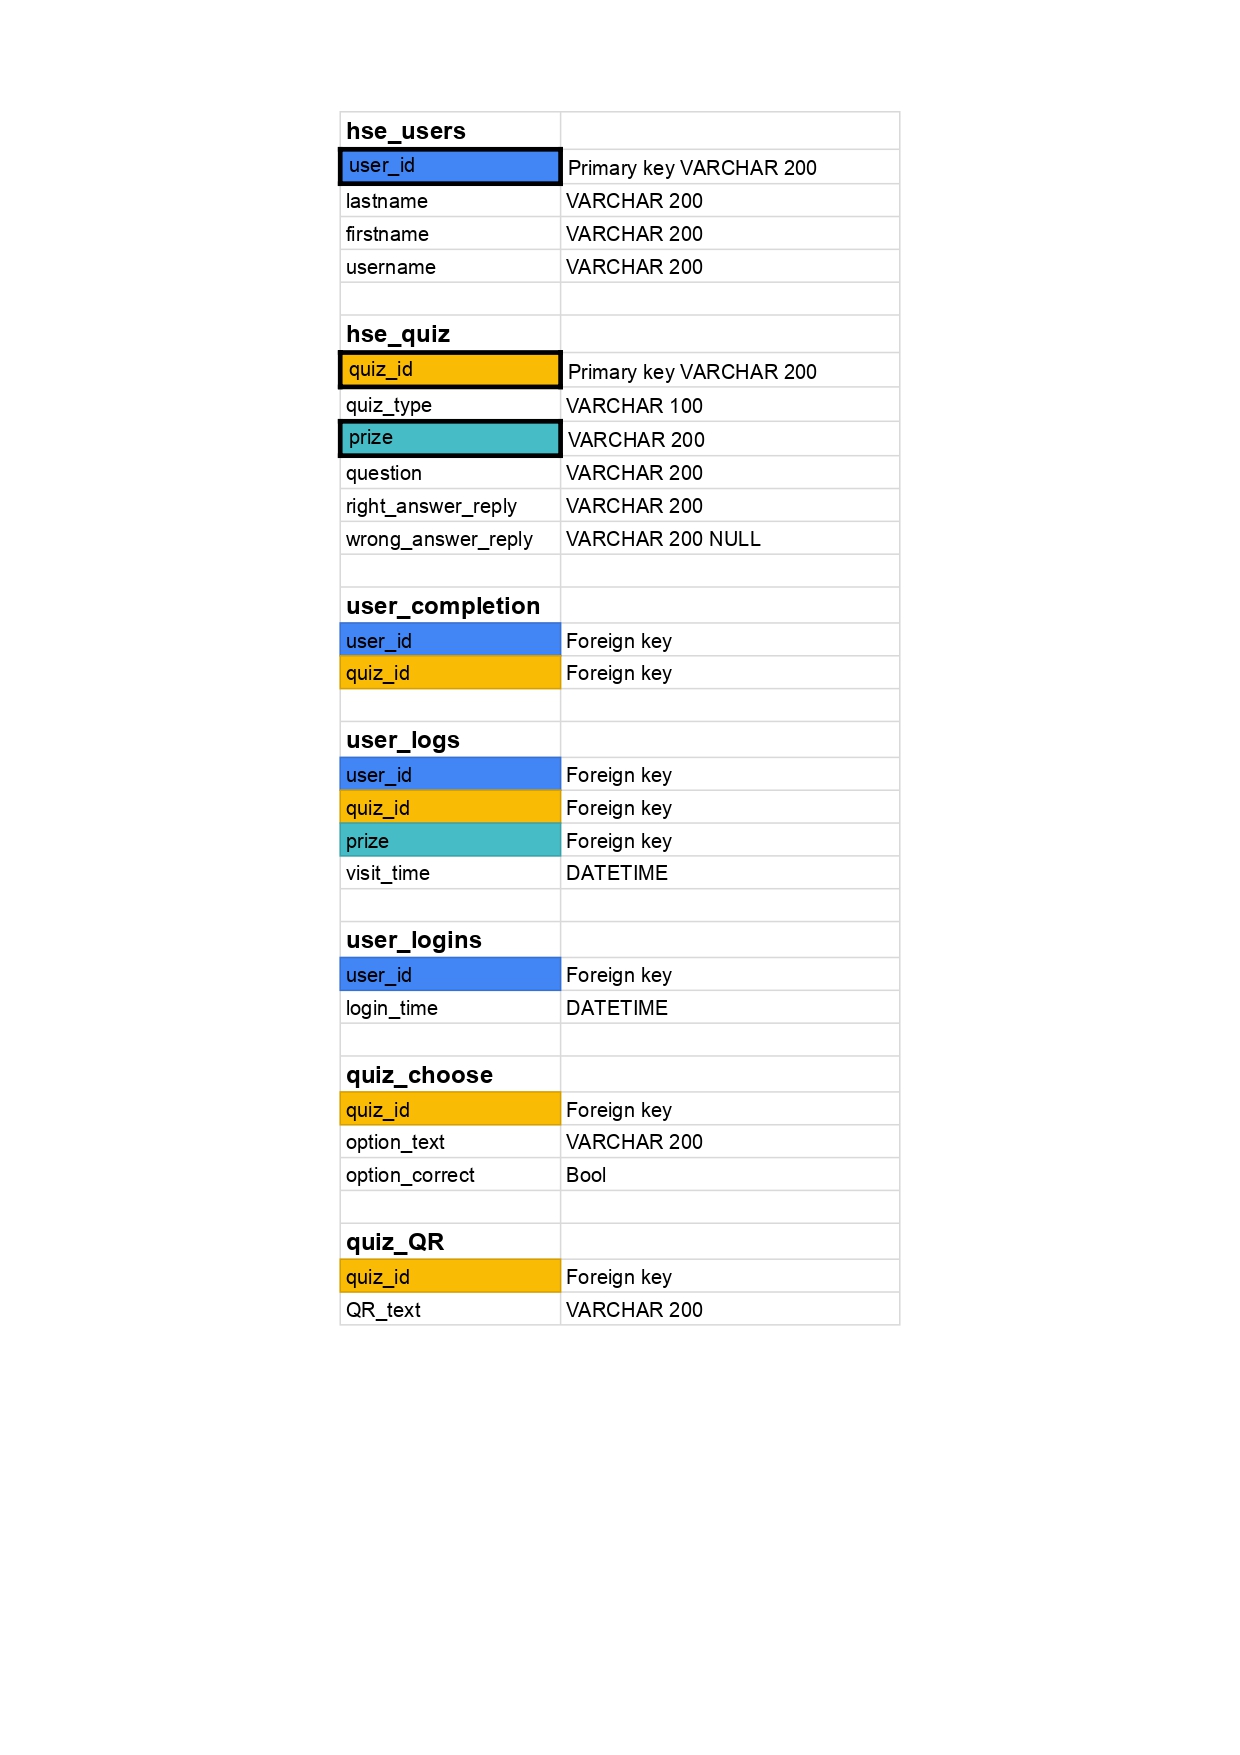 hse_users
user_id Primary key VARCHAR 200
lastname VARCHAR 200
firstname VARCHAR 200
username VARCHAR 200
hse_quiz
quiz_id Primary key VARCHAR 200
quiz_type VARCHAR 100
prize VARCHAR 200
question VARCHAR 200
right_answer_reply VARCHAR 200
wrong_answer_reply VARCHAR 200 NULL
user_completion
user_id Foreign key
quiz_id Foreign key
user_logs
user_id Foreign key
quiz_id Foreign key
prize Foreign key
visit_time DATETIME
user_logins
user_id Foreign key
login_time DATETIME
quiz_choose
quiz_id Foreign key
option_text VARCHAR 200
option_correct Bool
quiz_QR
quiz_id Foreign key
QR_text VARCHAR 200